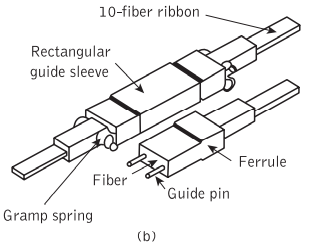 10-fiber ribbon
Rectangular
guide sleeve
Ferrule
Fiber
Guide pin
Gramp spring
(b)